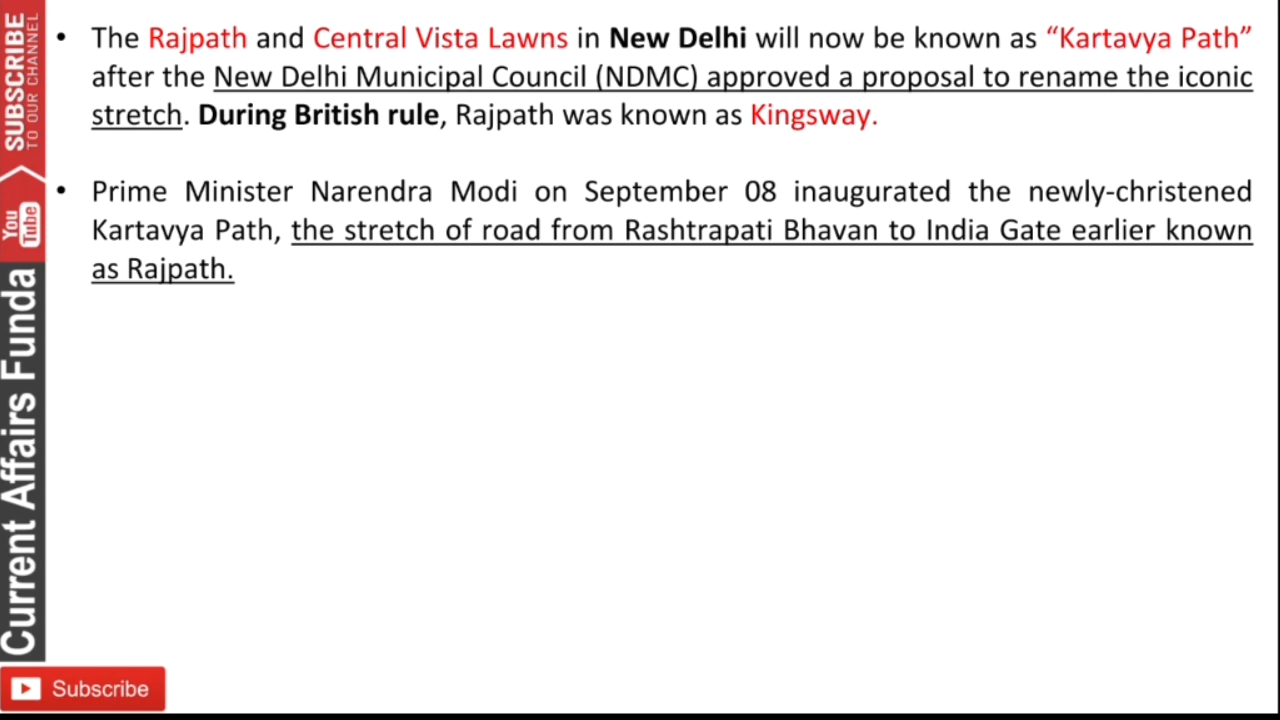 • The Rajpath and Central Vista Lawns in New Delhi will now be known as “Kartavya Path”
after the New Delhi Municipal Council (NDMC) approved a proposal to rename the iconic
stretch. During British rule, Rajpath was known as Kingsway.
• Prime Minister Narendra Modi on September 08 inaugurated the newly-christened
Kartavya Path, the stretch of road from Rashtrapati Bhavan to India Gate earlier known
as Rajpath.
SUBSCRIBE
TO OUR CHANNEL
You
Tube
Current Affairs Funda
Subscribe